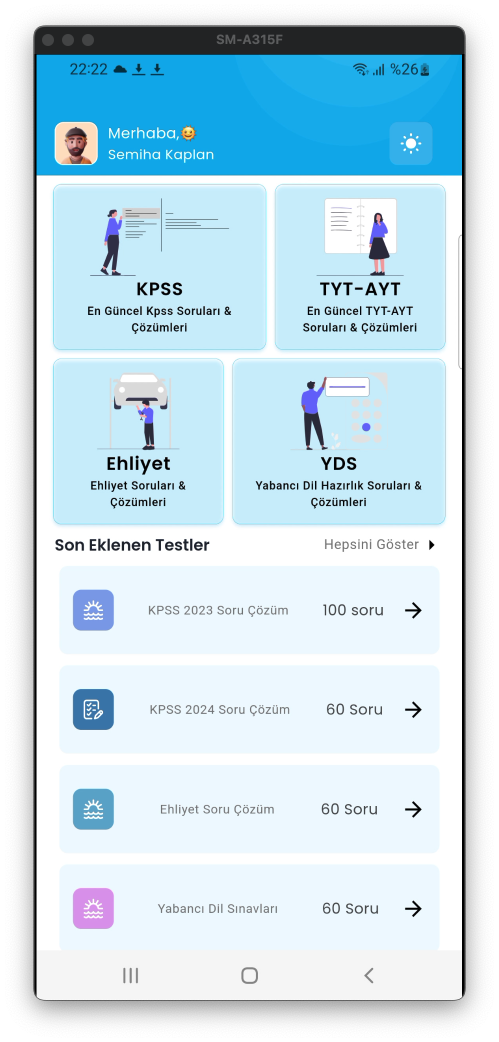 SM-A315F
22:22
%26
Merhaba,😉
Semiha Kaplan
KPSS
En Güncel Kpss Soruları &
Çözümleri
TYT-AYT
En Güncel TYT-AYT
Soruları & Çözümleri
Ehliyet
Ehliyet Soruları &
Çözümleri
YDS
Yabancı Dil Hazırlık Soruları &
Çözümleri
Son Eklenen Testler
Hepsini Göster
KPSS 2023 Soru Çözüm
100 soru
KPSS 2024 Soru Çözüm
60 Soru
Ehliyet Soru Çözüm
60 Soru
Yabancı Dil Sınavları
60 Soru